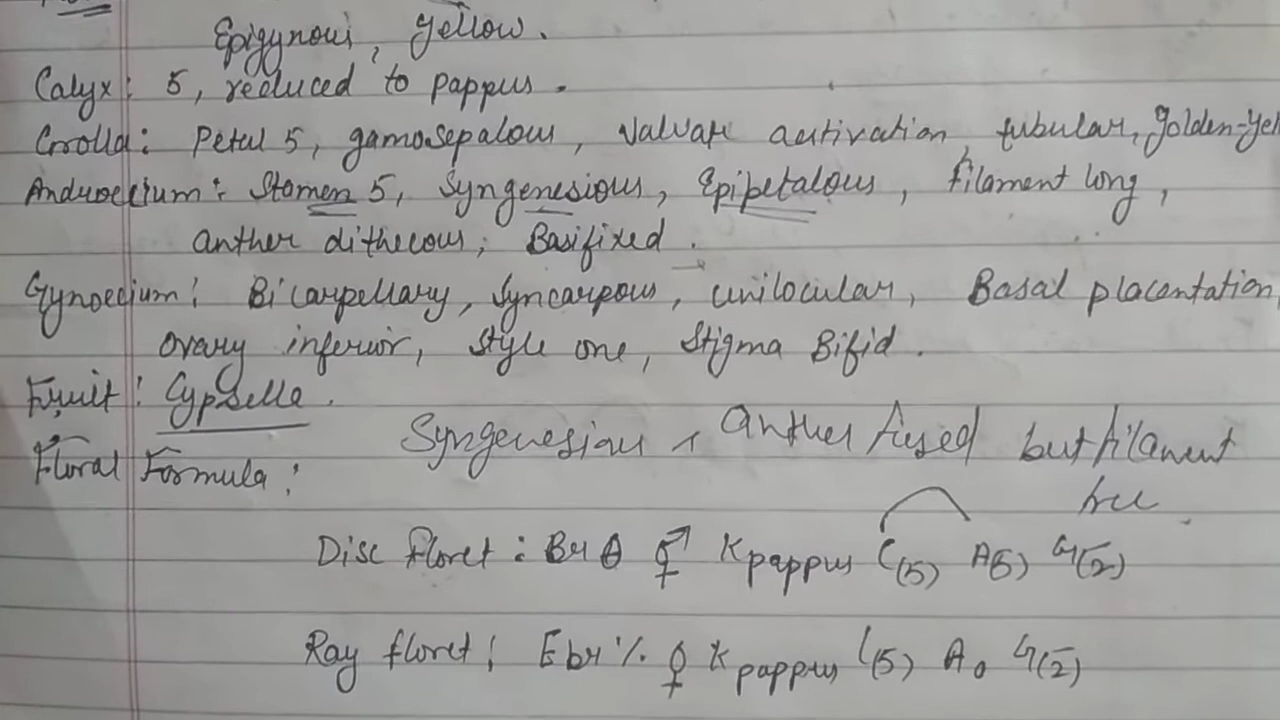 Epigynous, yellow.
Calyx: 5, reduced to pappus.
Corolla: Petal 5, gamosepalous, valvate aestivation, tubular, golden-yel
Androecium: Stamen 5, Syngenesious, Epipetalous, filament long,
anther dithecous, Basifixed.
Gynoecium: Bicarpellary, syncarpous, unilocular, Basal placentation
ovary inferior, style one, Stigma Bifid.
Fruit: Cypsella.
Syngenesious, anther fused but filament
free
Floral Formula:
Disc floret: Br ⊕ ⚥ K pappus C(5) A(5) G(2)
Ray floret: Ebr % ♀ K pappus C(5) A0 G(2)